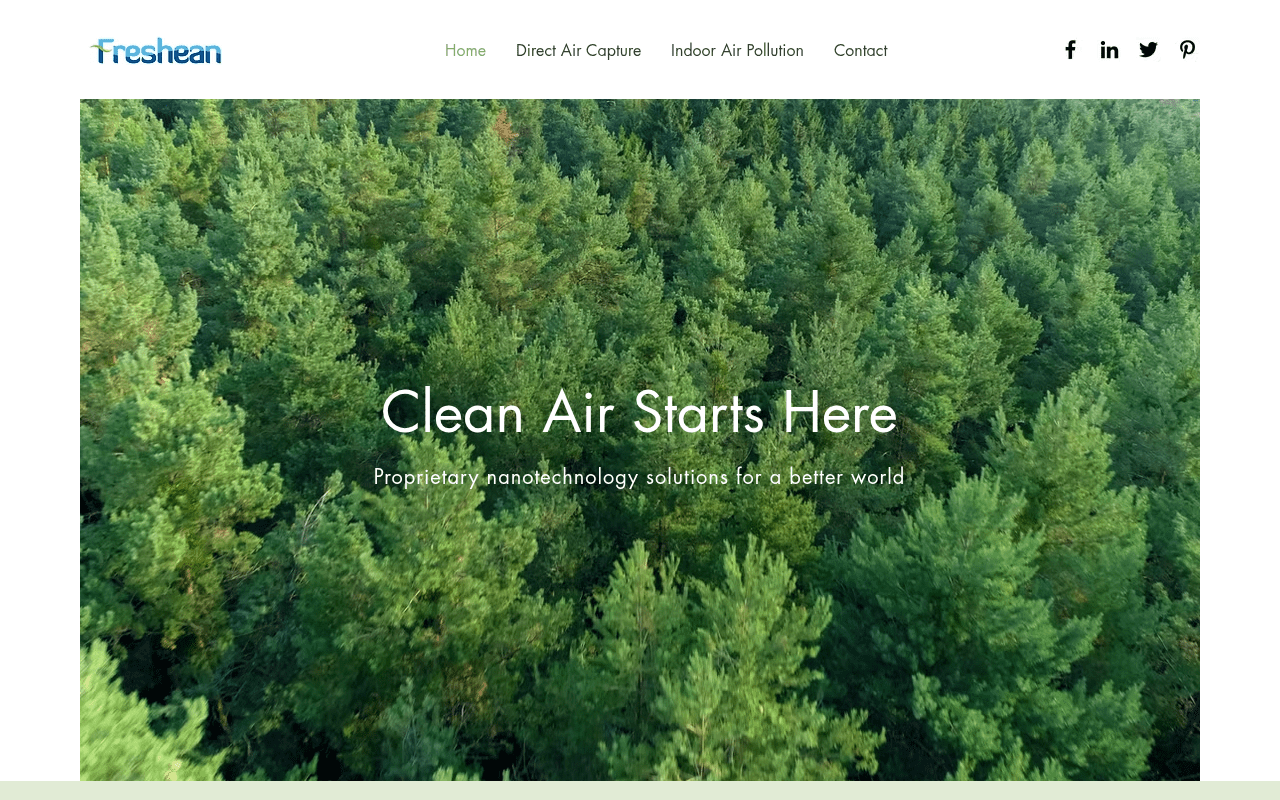 Freshean
Home
Direct Air Capture
Indoor Air Pollution
Contact
Clean Air Starts Here
Proprietary nanotechnology solutions for a better world